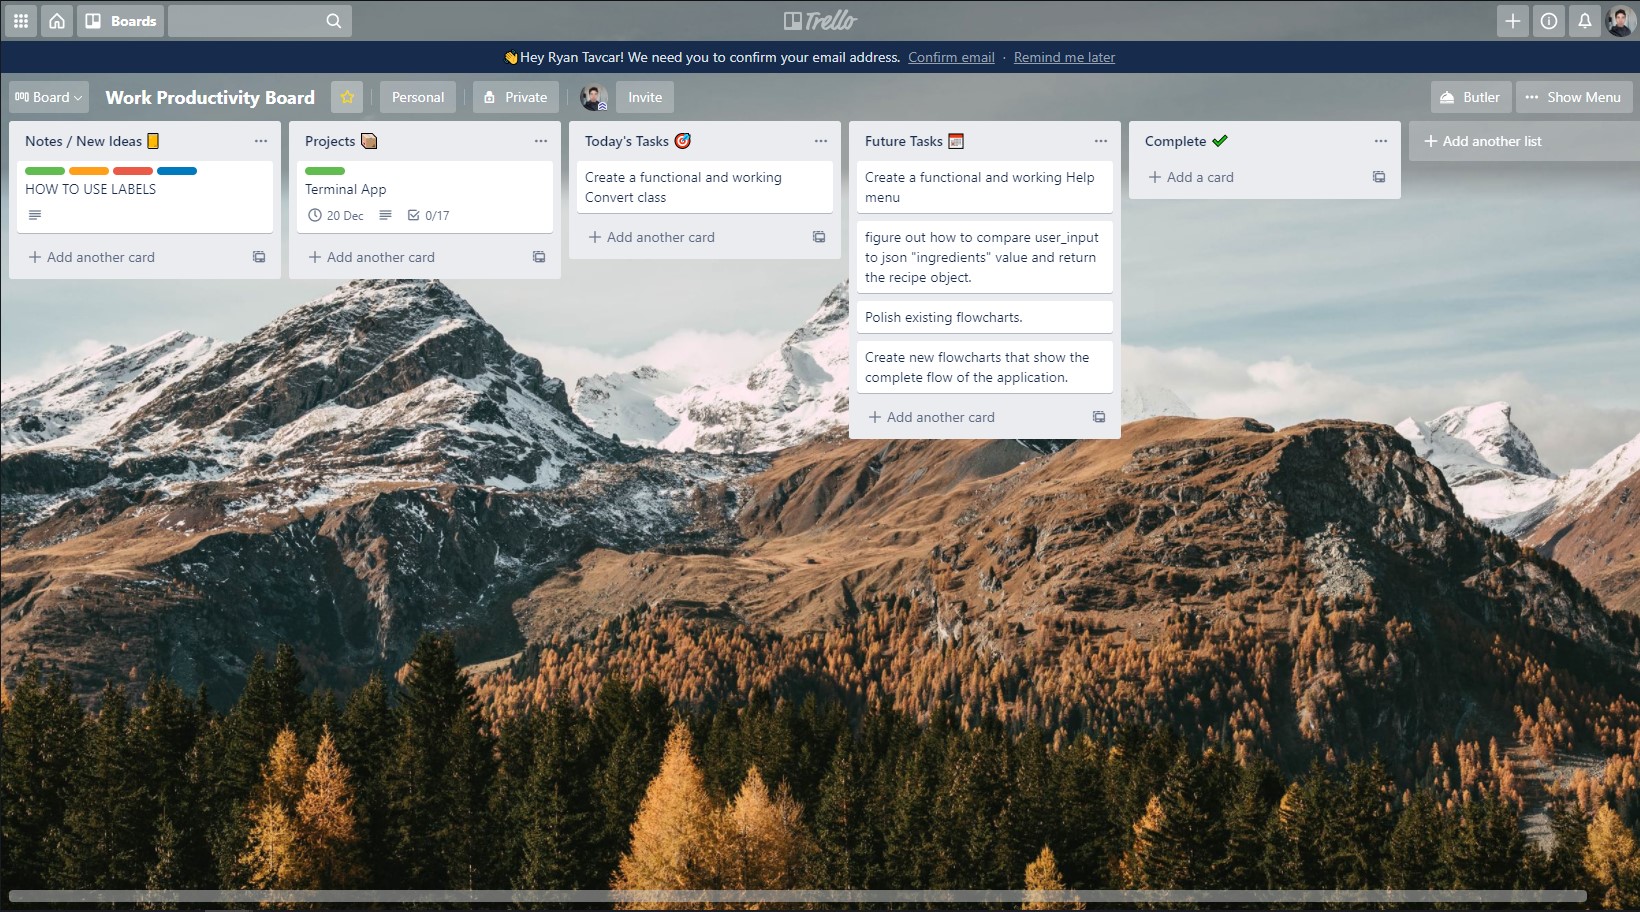 Boards
Trello
👋Hey Ryan Tavcar! We need you to confirm your email address. Confirm email · Remind me later
Board
Work Productivity Board
Personal
Private
Invite
Butler
Show Menu
Notes / New Ideas
HOW TO USE LABELS
+ Add another card
Projects
Terminal App
20 Dec
0/17
+ Add another card
Today's Tasks
Create a functional and working
Convert class
+ Add another card
Future Tasks
Create a functional and working Help
menu
figure out how to compare user_input
to json "ingredients" value and return
the recipe object.
Polish existing flowcharts.
Create new flowcharts that show the
complete flow of the application.
+ Add another card
Complete
+ Add a card
+ Add another list